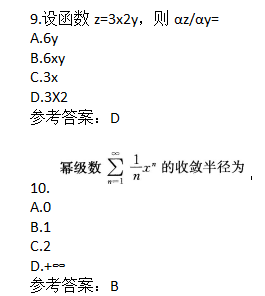 9.设函数 z=3x2y，则 αz/αy=
A.6y
B.6xy
C.3x
D.3X2
参考答案：D
幂级数 \sum_{n=1}^{\infty} \frac{1}{n} x^n 的收敛半径为
10.
A.0
B.1
C.2
D.+∞
参考答案：B